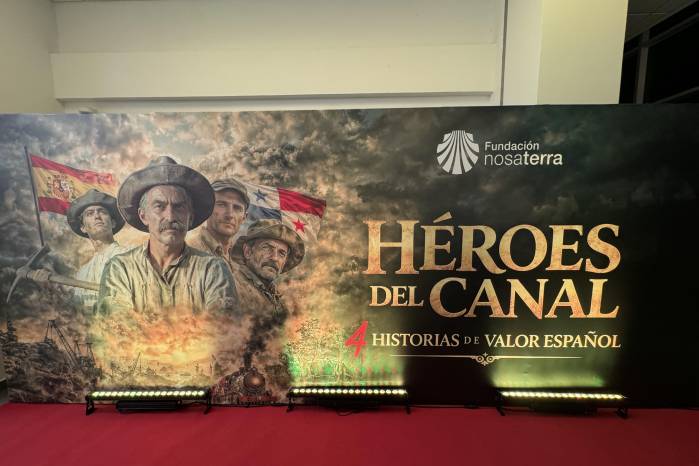 Fundación
nosaterra
HÉROES
DEL CANAL
4 HISTORIAS DE VALOR ESPAÑOL